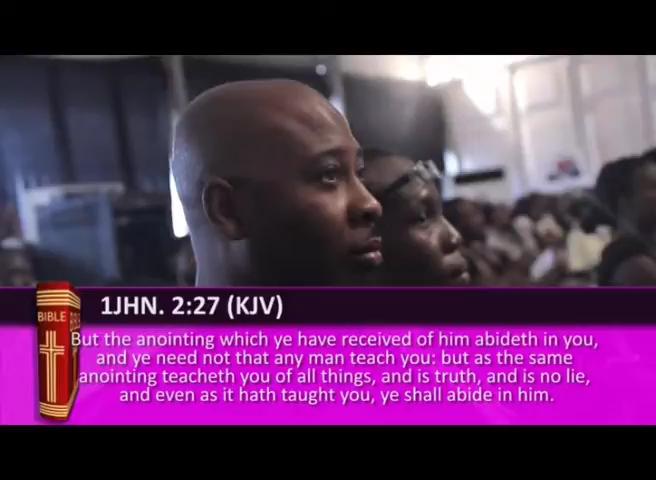 1JHN. 2:27 (KJV)
BIBLE
But the anointing which ye have received of him abideth in you,
and ye need not that any man teach you: but as the same
anointing teacheth you of all things, and is truth, and is no lie,
and even as it hath taught you, ye shall abide in him.